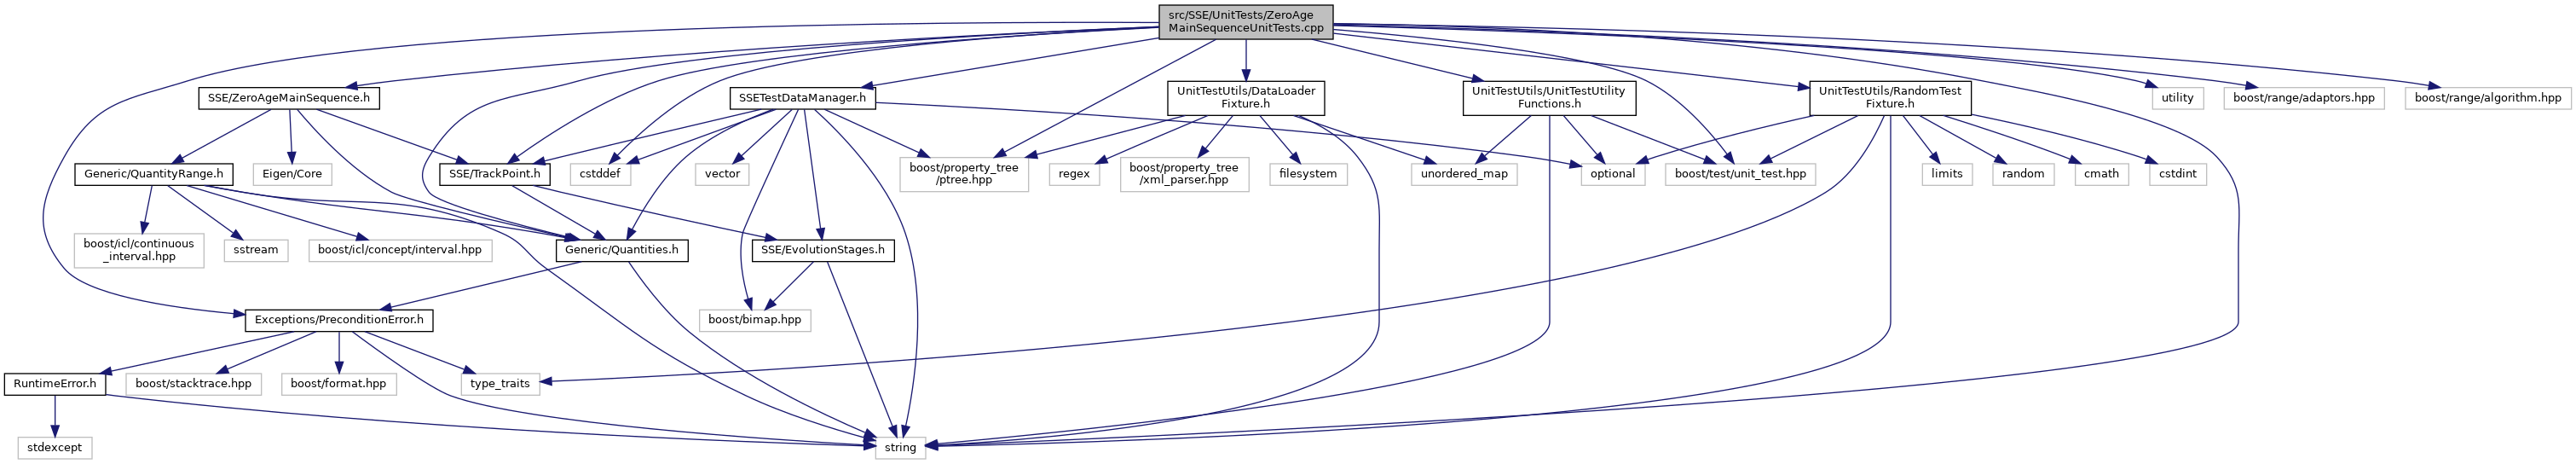 src/SSE/UnitTests/ZeroAge
MainSequenceUnitTests.cpp
SSE/ZeroAgeMainSequence.h
SSETestDataManager.h
UnitTestUtils/DataLoader
Fixture.h
UnitTestUtils/UnitTestUtility
Functions.h
UnitTestUtils/RandomTest
Fixture.h
utility
boost/range/adaptors.hpp
boost/range/algorithm.hpp
Generic/QuantityRange.h
Eigen/Core
SSE/TrackPoint.h
cstddef
vector
boost/property_tree
/ptree.hpp
regex
boost/property_tree
/xml_parser.hpp
filesystem
unordered_map
optional
boost/test/unit_test.hpp
limits
random
cmath
cstdint
boost/icl/continuous
_interval.hpp
sstream
boost/icl/concept/interval.hpp
Generic/Quantities.h
SSE/EvolutionStages.h
Exceptions/PreconditionError.h
boost/bimap.hpp
RuntimeError.h
boost/stacktrace.hpp
boost/format.hpp
type_traits
stdexcept
string